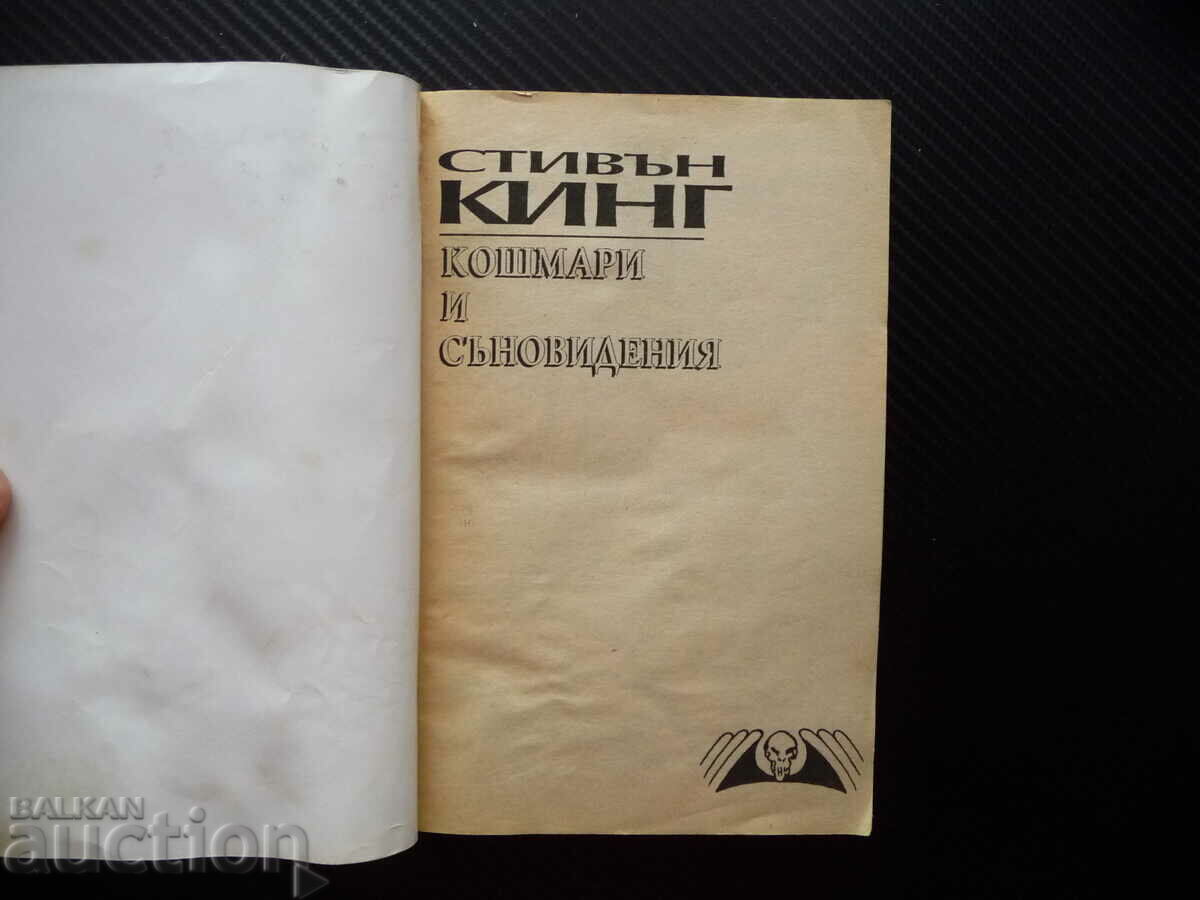 СТИВЪН
КИНГ
КОШМАРИ
И
СЪНОВИДЕНИЯ
BALKAN
auction